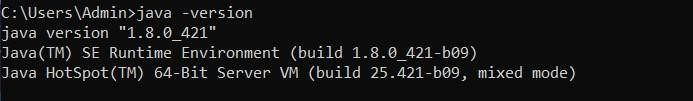 C:\Users\Admin>java -version
java version "1.8.0_421"
Java(TM) SE Runtime Environment (build 1.8.0_421-b09)
Java HotSpot(TM) 64-Bit Server VM (build 25.421-b09, mixed mode)